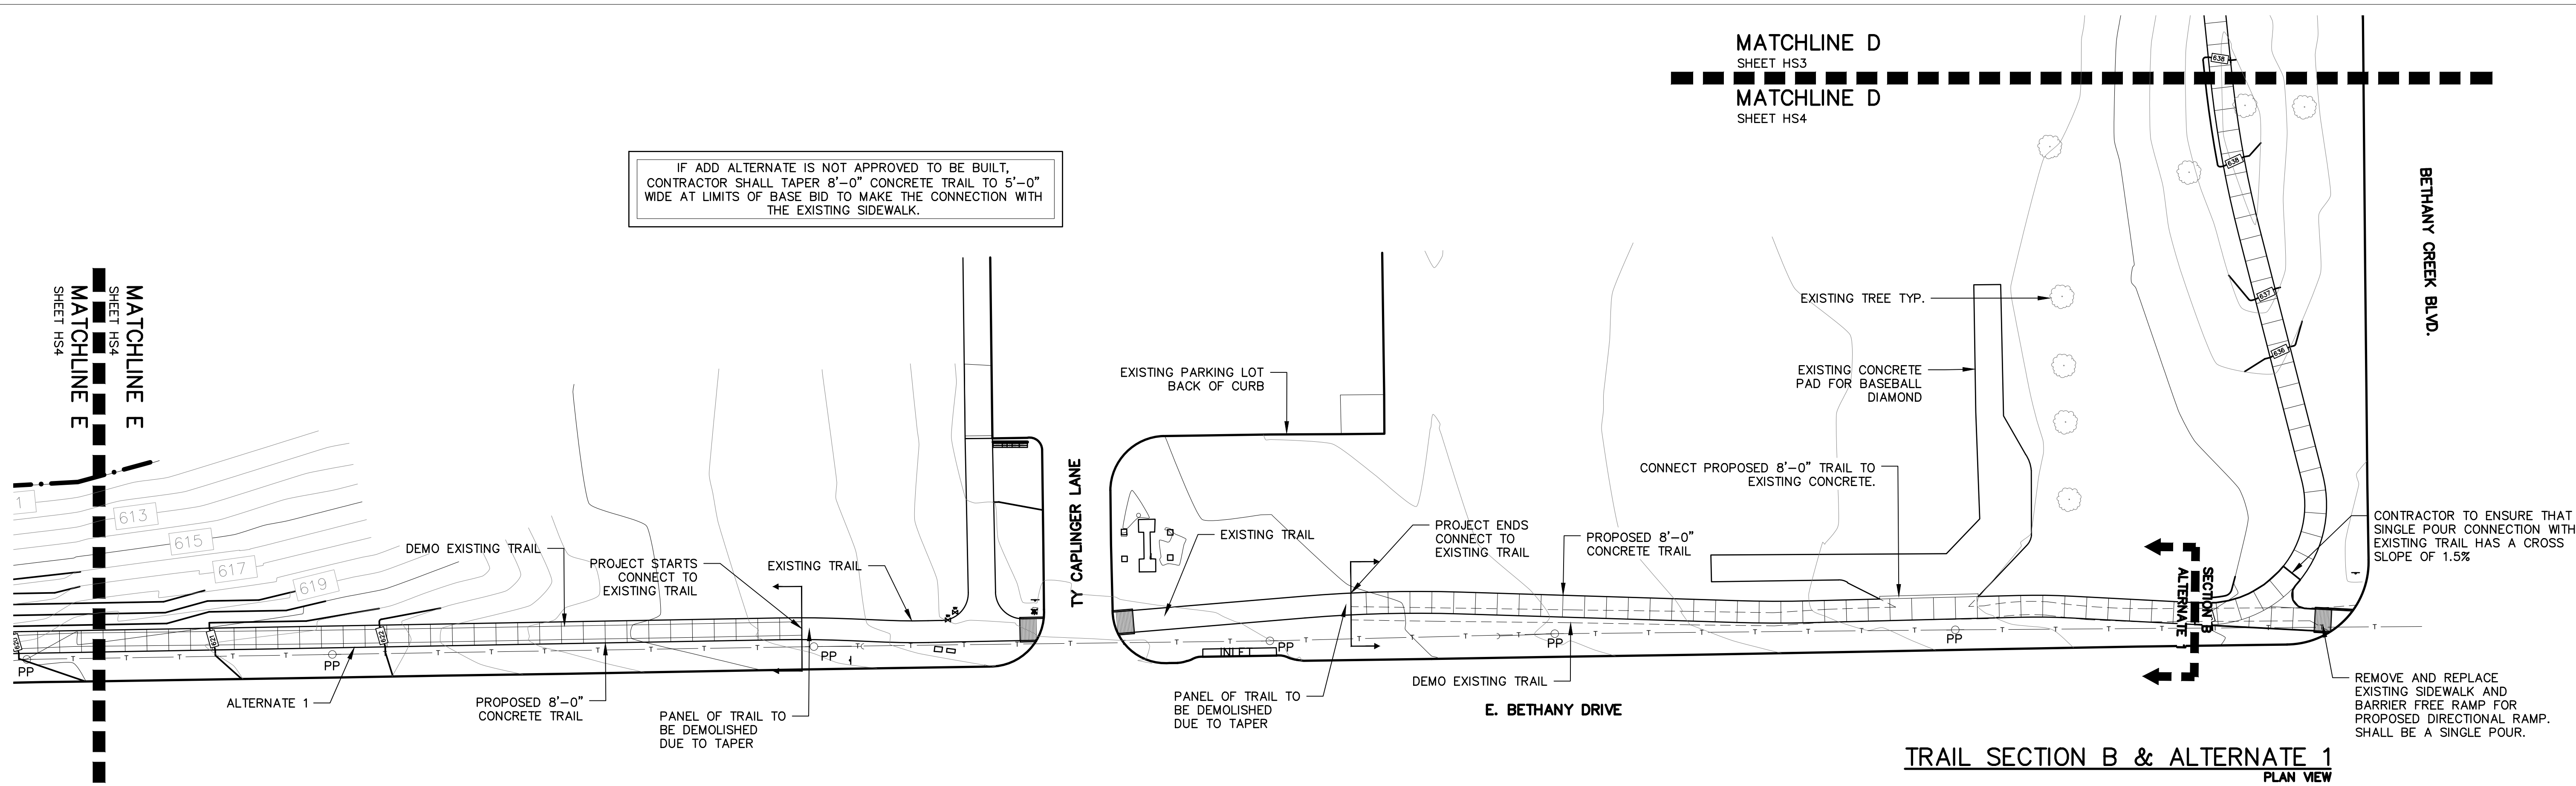 MATCHLINE D
SHEET HS3
MATCHLINE D
SHEET HS4
IF ADD ALTERNATE IS NOT APPROVED TO BE BUILT,
CONTRACTOR SHALL TAPER 8'-0" CONCRETE TRAIL TO 5'-0"
WIDE AT LIMITS OF BASE BID TO MAKE THE CONNECTION WITH
THE EXISTING SIDEWALK.
MATCHLINE E
SHEET HS4
MATCHLINE E
SHEET HS4
1
613
615
617
619
621
622
DEMO EXISTING TRAIL
PROJECT STARTS
CONNECT TO
EXISTING TRAIL
EXISTING TRAIL
PP
PP
PP
ALTERNATE 1
PROPOSED 8'-0"
CONCRETE TRAIL
PANEL OF TRAIL TO
BE DEMOLISHED
DUE TO TAPER
TY CAPLINGER LANE
EXISTING PARKING LOT
BACK OF CURB
EXISTING TRAIL
PROJECT ENDS
CONNECT TO
EXISTING TRAIL
PROPOSED 8'-0"
CONCRETE TRAIL
INLET
PP
PP
PP
PANEL OF TRAIL TO
BE DEMOLISHED
DUE TO TAPER
DEMO EXISTING TRAIL
E. BETHANY DRIVE
EXISTING TREE TYP.
EXISTING CONCRETE
PAD FOR BASEBALL
DIAMOND
CONNECT PROPOSED 8'-0" TRAIL TO
EXISTING CONCRETE.
638
638
637
636
BETHANY CREEK BLVD.
CONTRACTOR TO ENSURE THAT
SINGLE POUR CONNECTION WITH
EXISTING TRAIL HAS A CROSS
SLOPE OF 1.5%
SECTION B
ALTERNATE 1
REMOVE AND REPLACE
EXISTING SIDEWALK AND
BARRIER FREE RAMP FOR
PROPOSED DIRECTIONAL RAMP.
SHALL BE A SINGLE POUR.
TRAIL SECTION B & ALTERNATE 1
PLAN VIEW